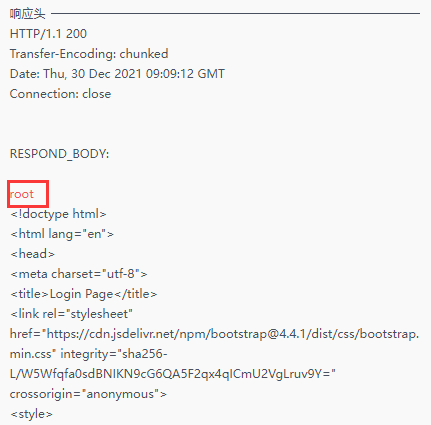 响应头
HTTP/1.1 200
Transfer-Encoding: chunked
Date: Thu, 30 Dec 2021 09:09:12 GMT
Connection: close
RESPOND_BODY:
root
<!doctype html>
<html lang="en">
<head>
<meta charset="utf-8">
<title>Login Page</title>
<link rel="stylesheet"
href="https://cdn.jsdelivr.net/npm/bootstrap@4.4.1/dist/css/bootstrap.
min.css" integrity="sha256-
L/W5Wfqfa0sdBNIKN9cG6QA5F2qx4qICmU2VgLruv9Y="
crossorigin="anonymous">
<style>